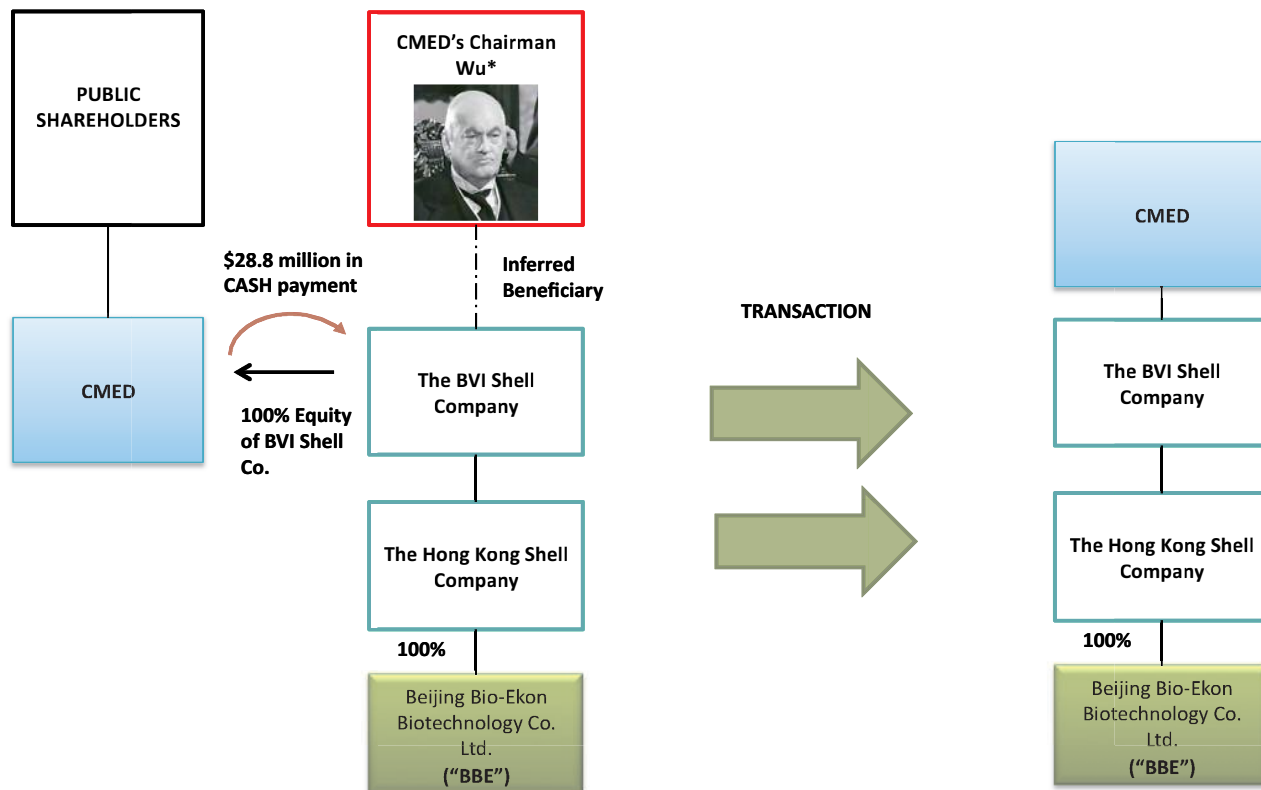 PUBLIC
SHAREHOLDERS
CMED's Chairman
Wu*
$28.8 million in
CASH payment
Inferred
Beneficiary
CMED
100% Equity
of BVI Shell
Co.
The BVI Shell
Company
The Hong Kong Shell
Company
100%
Beijing Bio-Ekon
Biotechnology Co.
Ltd.
("BBE")
TRANSACTION
CMED
The BVI Shell
Company
The Hong Kong Shell
Company
100%
Beijing Bio-Ekon
Biotechnology Co.
Ltd.
("BBE")